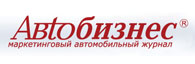 Автобизнес®
маркетинговый автомобильный журнал